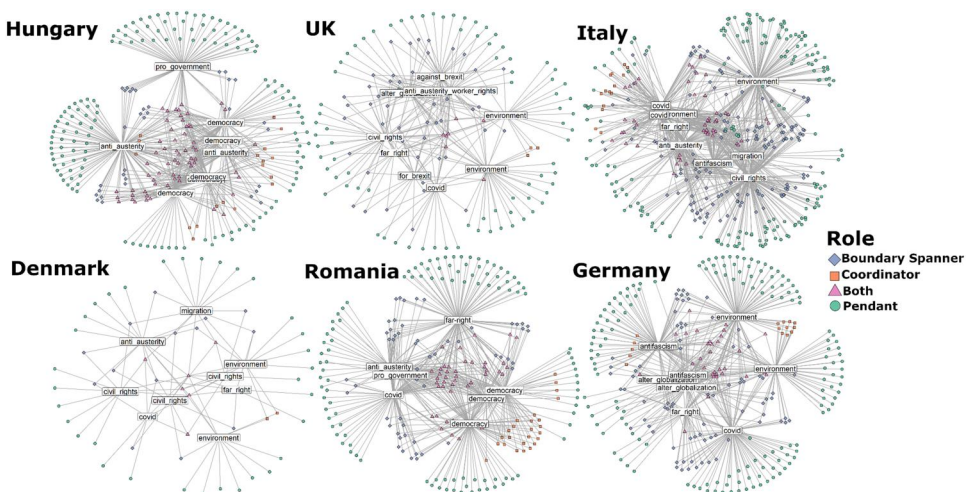 Hungary
pro_government
anti_austerity
democracy
democracy
anti_austerity
democracy
democracy
UK
against_brexit
anti_austerity_worker_rights
environment
civil_rights
far_right
environment
for_brexit
covid
Italy
environment
covid
covid
far_right
anti_austerity
migration
antifascism
civil_rights
Role
Boundary Spanner
Coordinator
Both
Pendant
Denmark
migration
anti_austerity
environment
civil_rights
civil_rights
far_right
civil_rights
covid
environment
Romania
far-right
anti_austerity
pro_government
covid
democracy
democracy
democracy
Germany
environment
antifascism
environment
antifascism
alter_globalization
far_right
covid